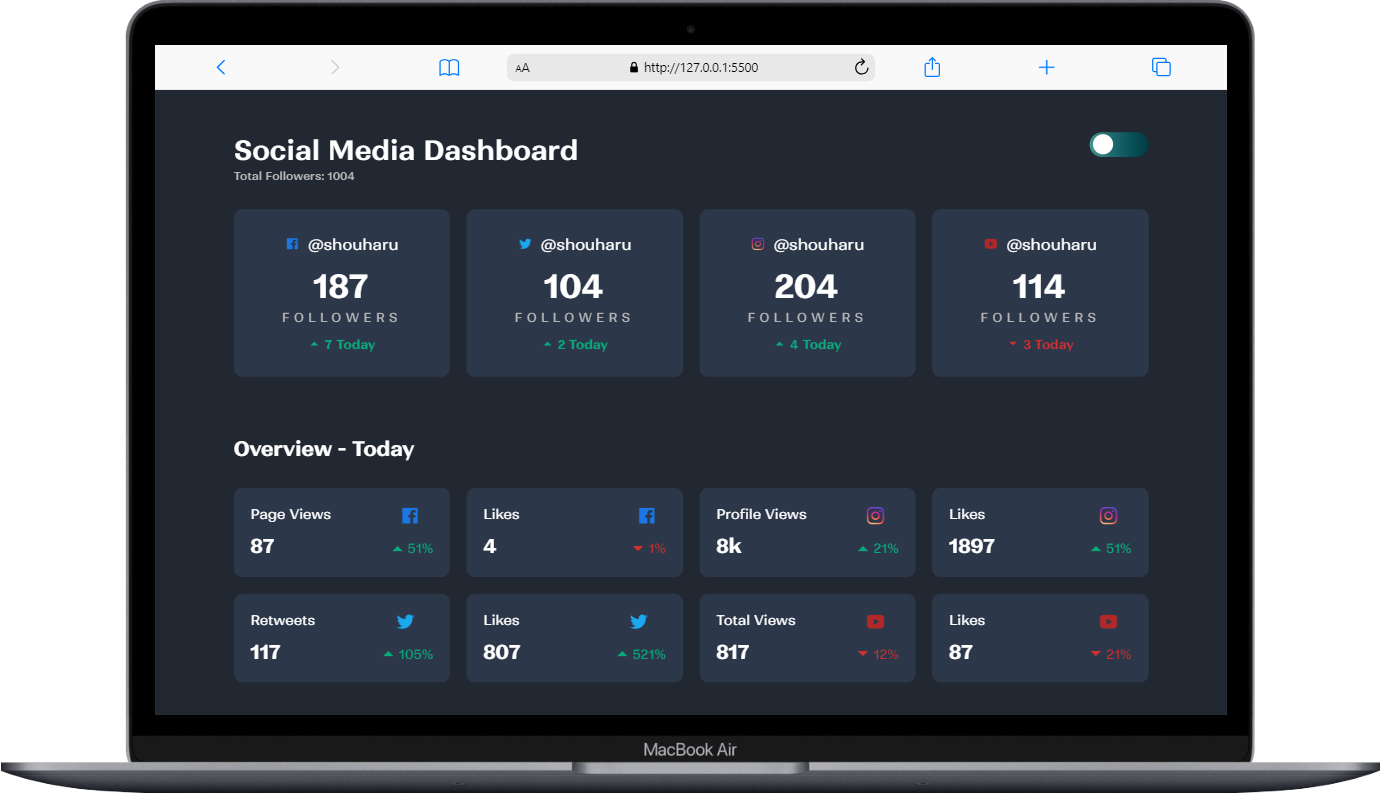 AA
http://127.0.0.1:5500
Social Media Dashboard
Total Followers: 1004
@shouharu
187
FOLLOWERS
7 Today
@shouharu
104
FOLLOWERS
2 Today
@shouharu
204
FOLLOWERS
4 Today
@shouharu
114
FOLLOWERS
3 Today
Overview - Today
Page Views
87
51%
Likes
4
1%
Profile Views
8k
21%
Likes
1897
51%
Retweets
117
105%
Likes
807
521%
Total Views
817
12%
Likes
87
21%
MacBook Air